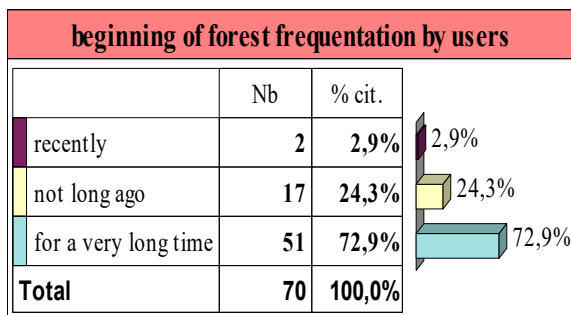 beginning of forest frequentation by users
Nb % cit.
recently 2 2,9% 2,9%
not long ago 17 24,3% 24,3%
for a very long time 51 72,9% 72,9%
Total 70 100,0%